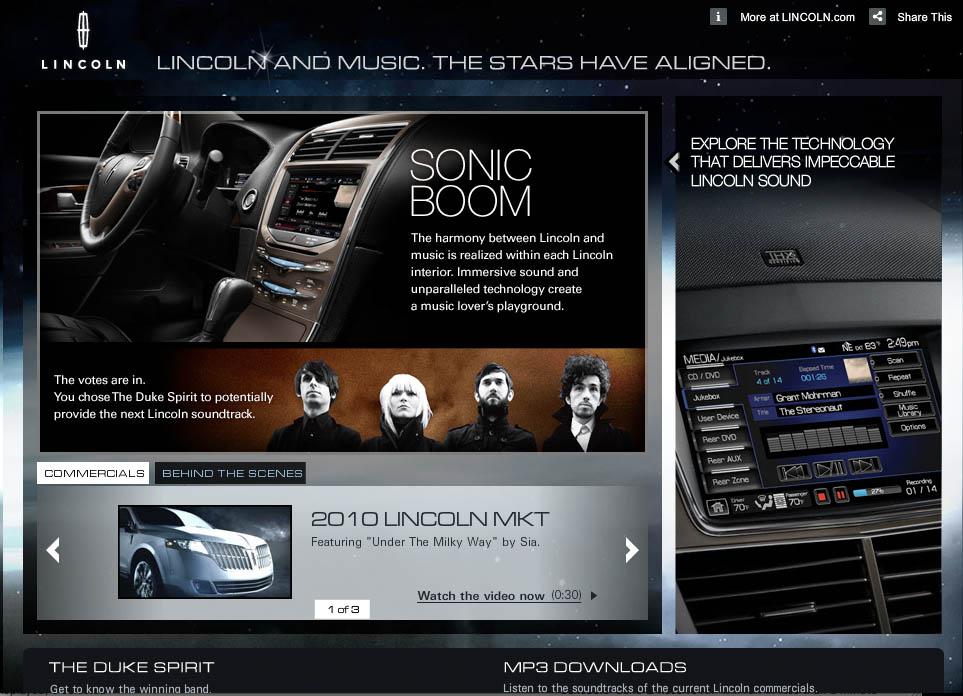 More at LINCOLN.com
Share This
LINCOLN
LINCOLN AND MUSIC. THE STARS HAVE ALIGNED.
SONIC
BOOM
The harmony between Lincoln and
music is realized within each Lincoln
interior. Immersive sound and
unparalleled technology create
a music lover's playground.
The votes are in.
You chose The Duke Spirit to potentially
provide the next Lincoln soundtrack.
EXPLORE THE TECHNOLOGY
THAT DELIVERS IMPECCABLE
LINCOLN SOUND
THX
MEDIA/Jukebox
NE EXT 83°F 2:49pm
CD / DVD
Jukebox
User Device
Rear DVD
Rear AUX
Rear Zone
Track
4 of 14
Elapsed Time
001:26
Artist Grant Mohrman
Title The Stereonaut
Scan
Repeat
Shuffle
Music
Library
Options
Driver
70°F
Passenger
70°F
27%
Recording
01 / 14
COMMERCIALS
BEHIND THE SCENES
2010 LINCOLN MKT
Featuring "Under The Milky Way" by Sia.
Watch the video now (0:30)
1 of 3
THE DUKE SPIRIT
Get to know the winning band.
MP3 DOWNLOADS
Listen to the soundtracks of the current Lincoln commercials.